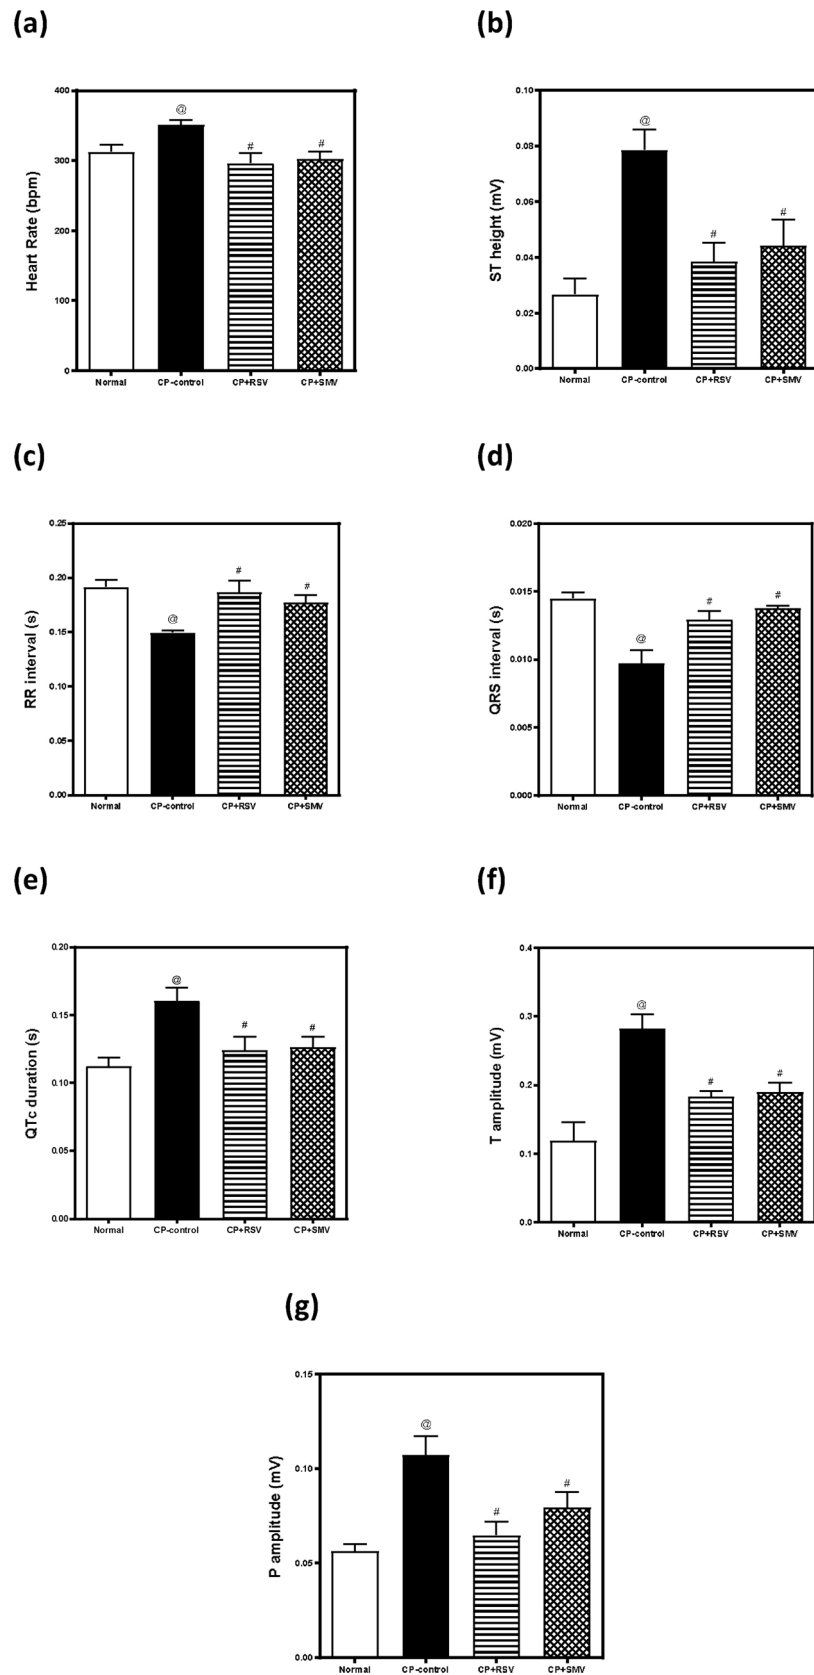 (a)
(b)
400
300
200
100
0
Heart Rate (bpm)
@
#
#
Normal CP-control CP+RSV CP+SMV
0.10
0.08
0.06
0.04
0.02
0.00
ST height (mV)
@
#
#
Normal CP-control CP+RSV CP+SMV
(c)
(d)
0.25
0.20
0.15
0.10
0.05
0.00
RR interval (s)
@
#
#
Normal CP-control CP+RSV CP+SMV
0.020
0.015
0.010
0.005
0.000
QRS interval (s)
@
#
#
Normal CP-control CP+RSV CP+SMV
(e)
(f)
0.20
0.15
0.10
0.05
0.00
QTc duration (s)
@
#
#
Normal CP-control CP+RSV CP+SMV
0.4
0.3
0.2
0.1
0.0
T amplitude (mV)
@
#
#
Normal CP-control CP+RSV CP+SMV
(g)
0.15
0.10
0.05
0.00
P amplitude (mV)
@
#
#
Normal CP-control CP+RSV CP+SMV